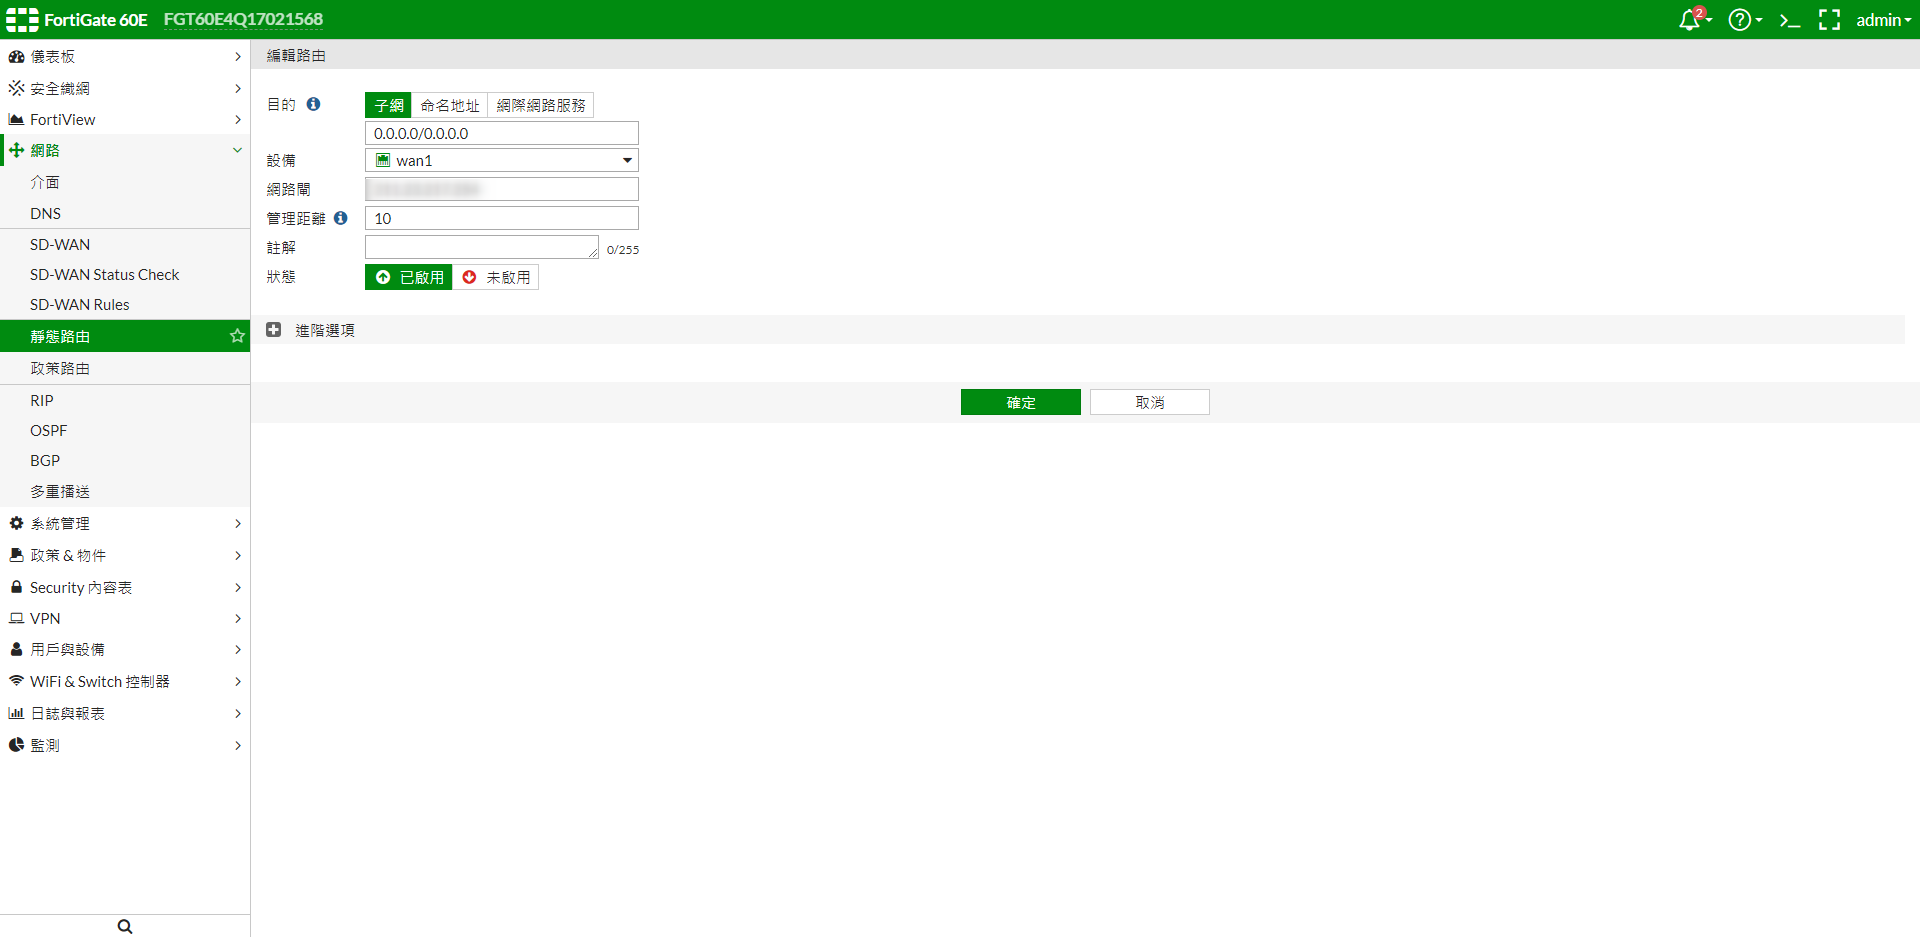 FortiGate 60E FGT60E4Q17021568
2
admin
儀表板
安全織網
FortiView
網路
介面
DNS
SD-WAN
SD-WAN Status Check
SD-WAN Rules
靜態路由
政策路由
RIP
OSPF
BGP
多重播送
系統管理
政策 & 物件
Security 內容表
VPN
用戶與設備
WiFi & Switch 控制器
日誌與報表
監測
編輯路由
目的 子網 命名地址 網際網路服務
0.0.0.0/0.0.0.0
設備 wan1
網路閘
管理距離 10
註解 0/255
狀態 已啟用 未啟用
進階選項
確定 取消